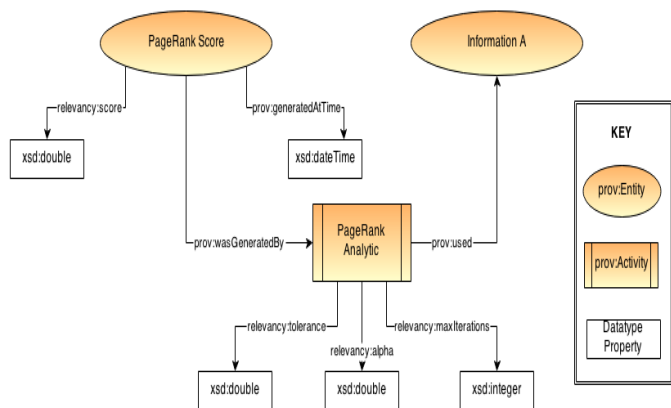 PageRank Score
Information A
relevancy:score
prov:generatedAtTime
xsd:double
xsd:dateTime
PageRank
Analytic
prov:wasGeneratedBy
prov:used
relevancy:tolerance
relevancy:alpha
relevancy:maxIterations
xsd:double
xsd:double
xsd:integer
KEY
prov:Entity
prov:Activity
Datatype
Property